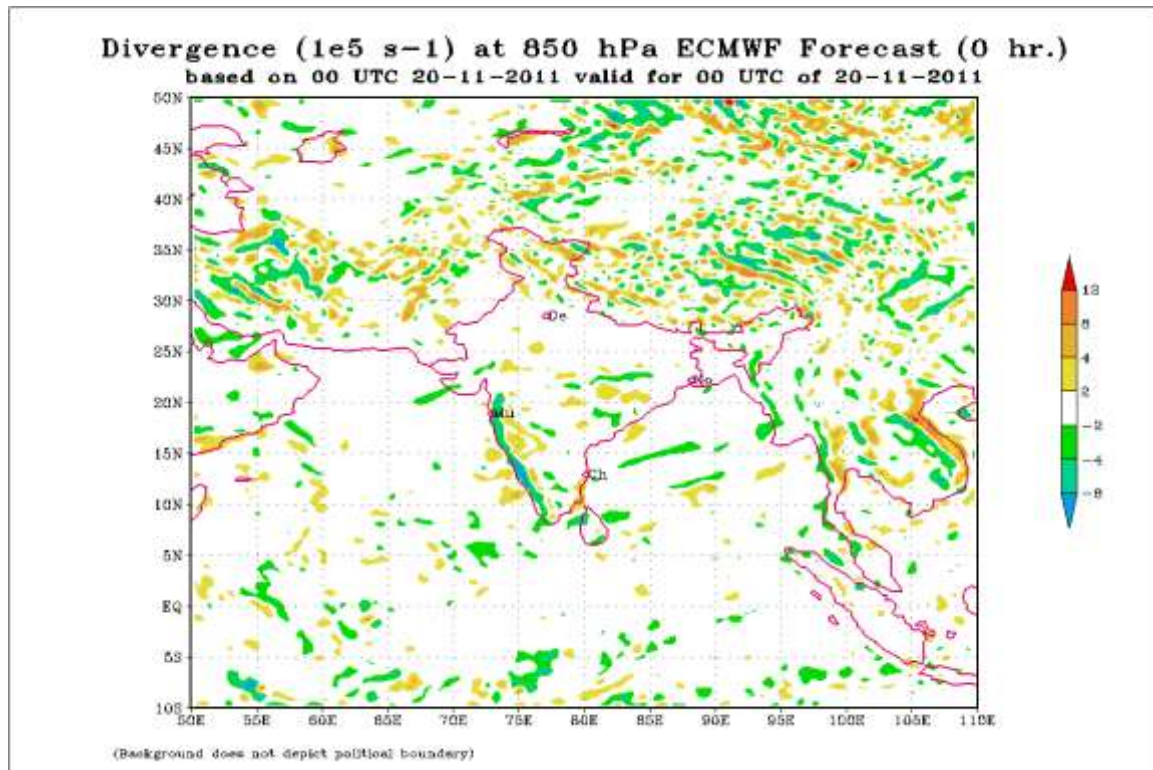 Divergence (1e5 s-1) at 850 hPa ECMWF Forecast (0 hr.)
based on 00 UTC 20-11-2011 valid for 00 UTC of 20-11-2011
50N
45N
40N
35N
30N
25N
20N
15N
10N
5N
EQ
5S
10S
De
Ko
Mu
Ch
12
8
4
2
-2
-4
-8
50E 55E 60E 65E 70E 75E 80E 85E 90E 95E 100E 105E 110E
(Background does not depict political boundary)